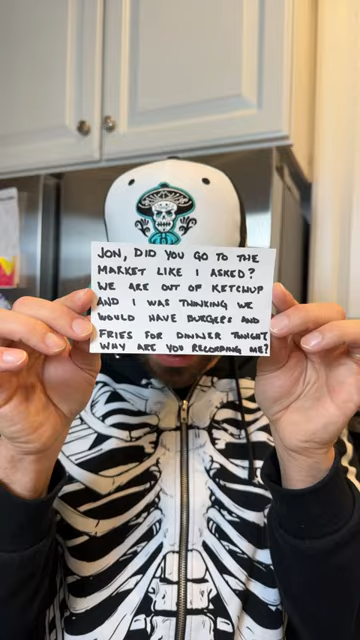 JON, DID YOU GO TO THE
MARKET LIKE I ASKED?
WE ARE OUT OF KETCHUP
AND I WAS THINKING WE
WOULD HAVE BURGERS AND
FRIES FOR DINNER TONIGHT,
WHY ARE YOU RECORDING ME?